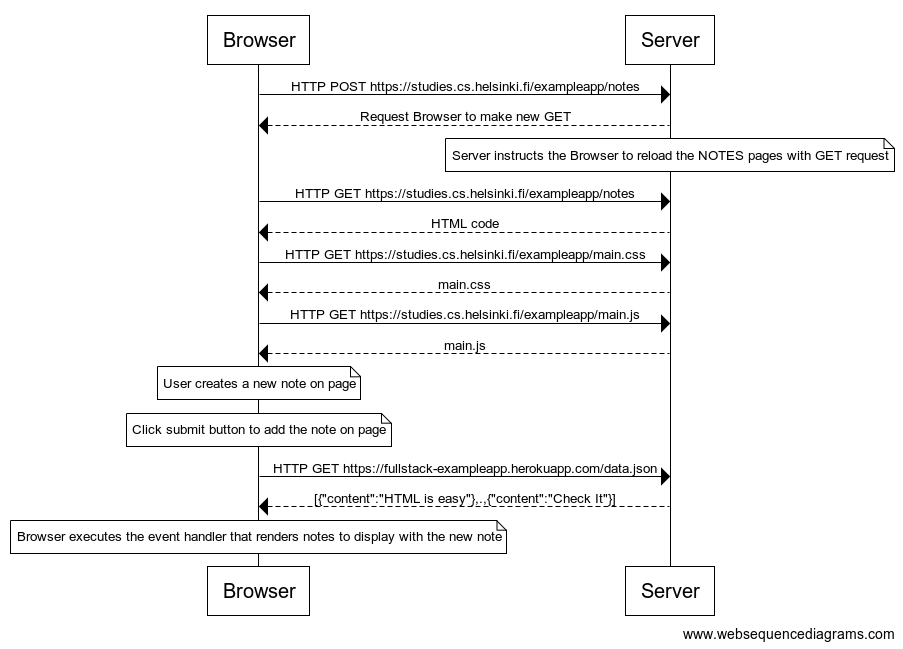 Browser
Server
HTTP POST https://studies.cs.helsinki.fi/exampleapp/notes
Request Browser to make new GET
Server instructs the Browser to reload the NOTES pages with GET request
HTTP GET https://studies.cs.helsinki.fi/exampleapp/notes
HTML code
HTTP GET https://studies.cs.helsinki.fi/exampleapp/main.css
main.css
HTTP GET https://studies.cs.helsinki.fi/exampleapp/main.js
main.js
User creates a new note on page
Click submit button to add the note on page
HTTP GET https://fullstack-exampleapp.herokuapp.com/data.json
[{"content":"HTML is easy"},.,{"content":"Check It"}]
Browser executes the event handler that renders notes to display with the new note
Browser
Server
www.websequencediagrams.com